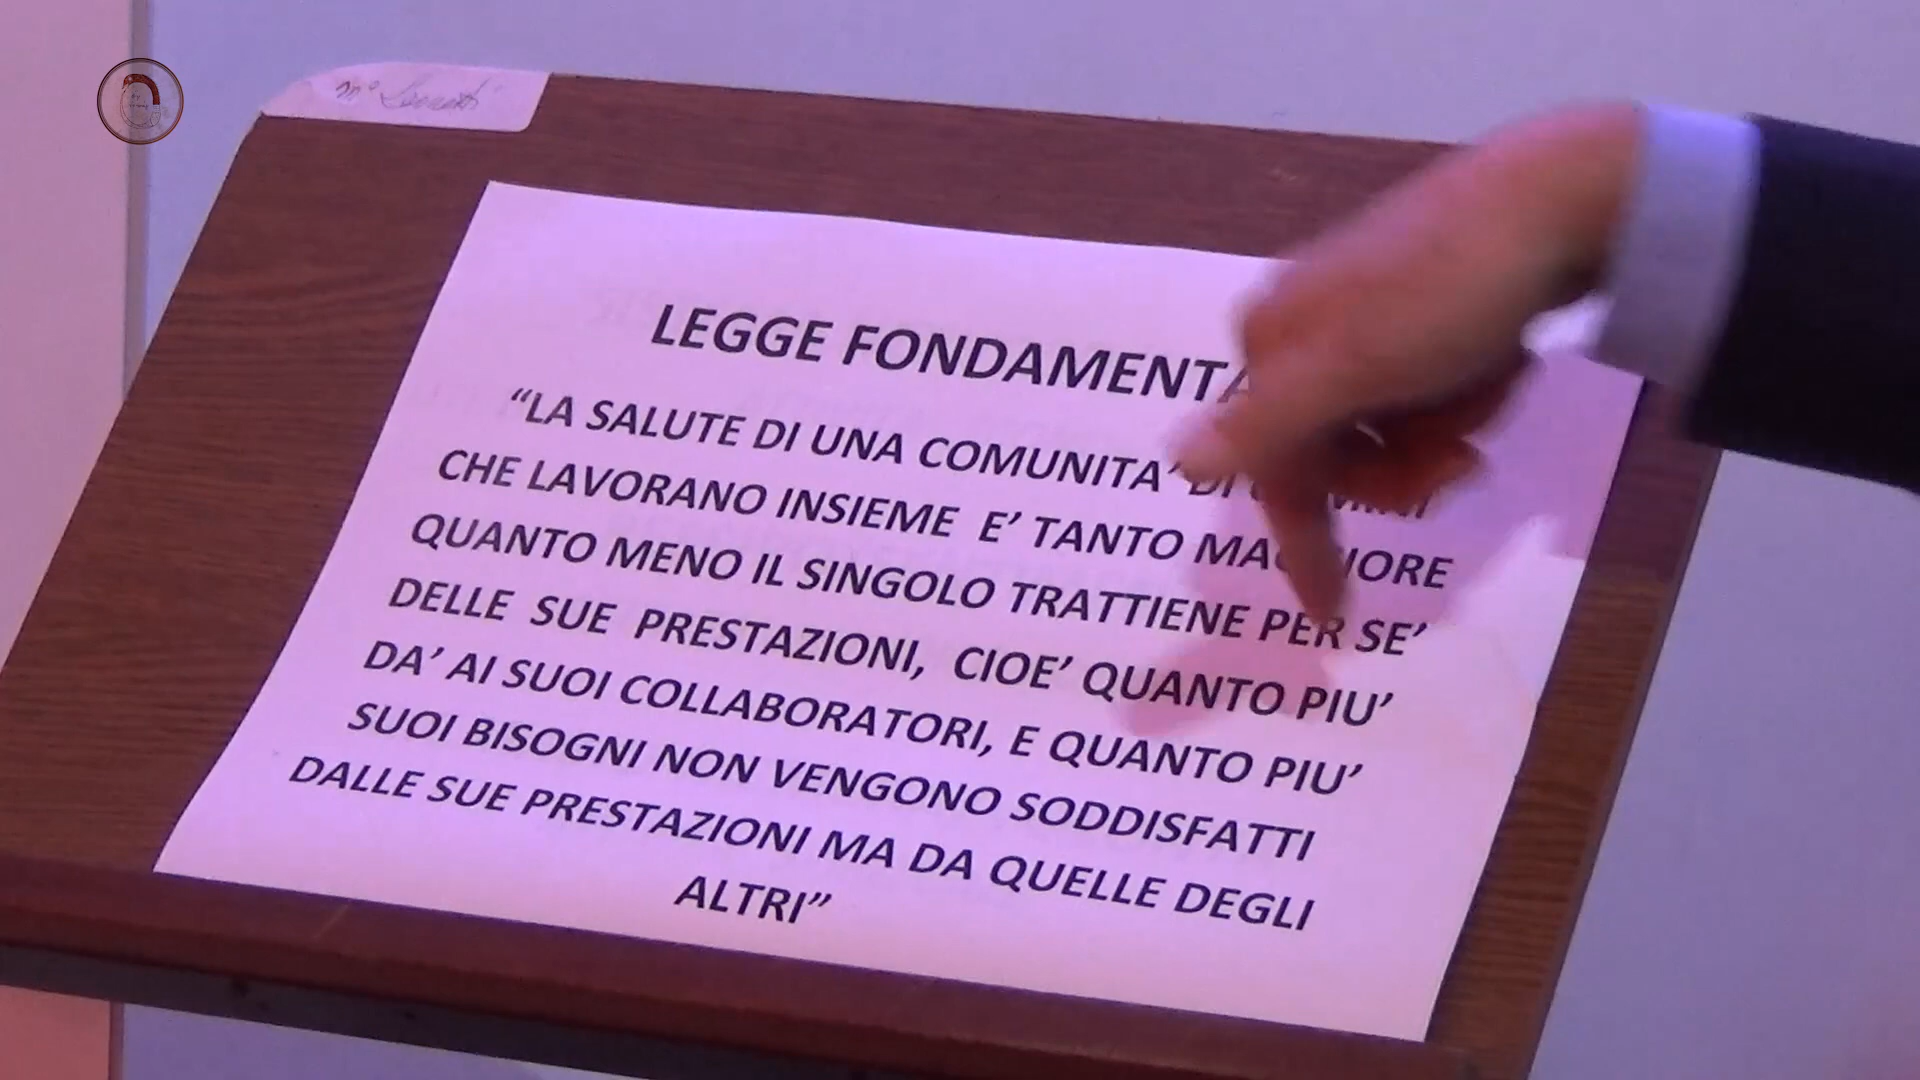 LEGGE FONDAMENTA
“LA SALUTE DI UNA COMUNITA’ DI
CHE LAVORANO INSIEME E’ TANTO MAGGIORE
QUANTO MENO IL SINGOLO TRATTIENE PER SE’
DELLE SUE PRESTAZIONI, CIOE’ QUANTO PIU’
DA’ AI SUOI COLLABORATORI, E QUANTO PIU’
SUOI BISOGNI NON VENGONO SODDISFATTI
DALLE SUE PRESTAZIONI MA DA QUELLE DEGLI
ALTRI”